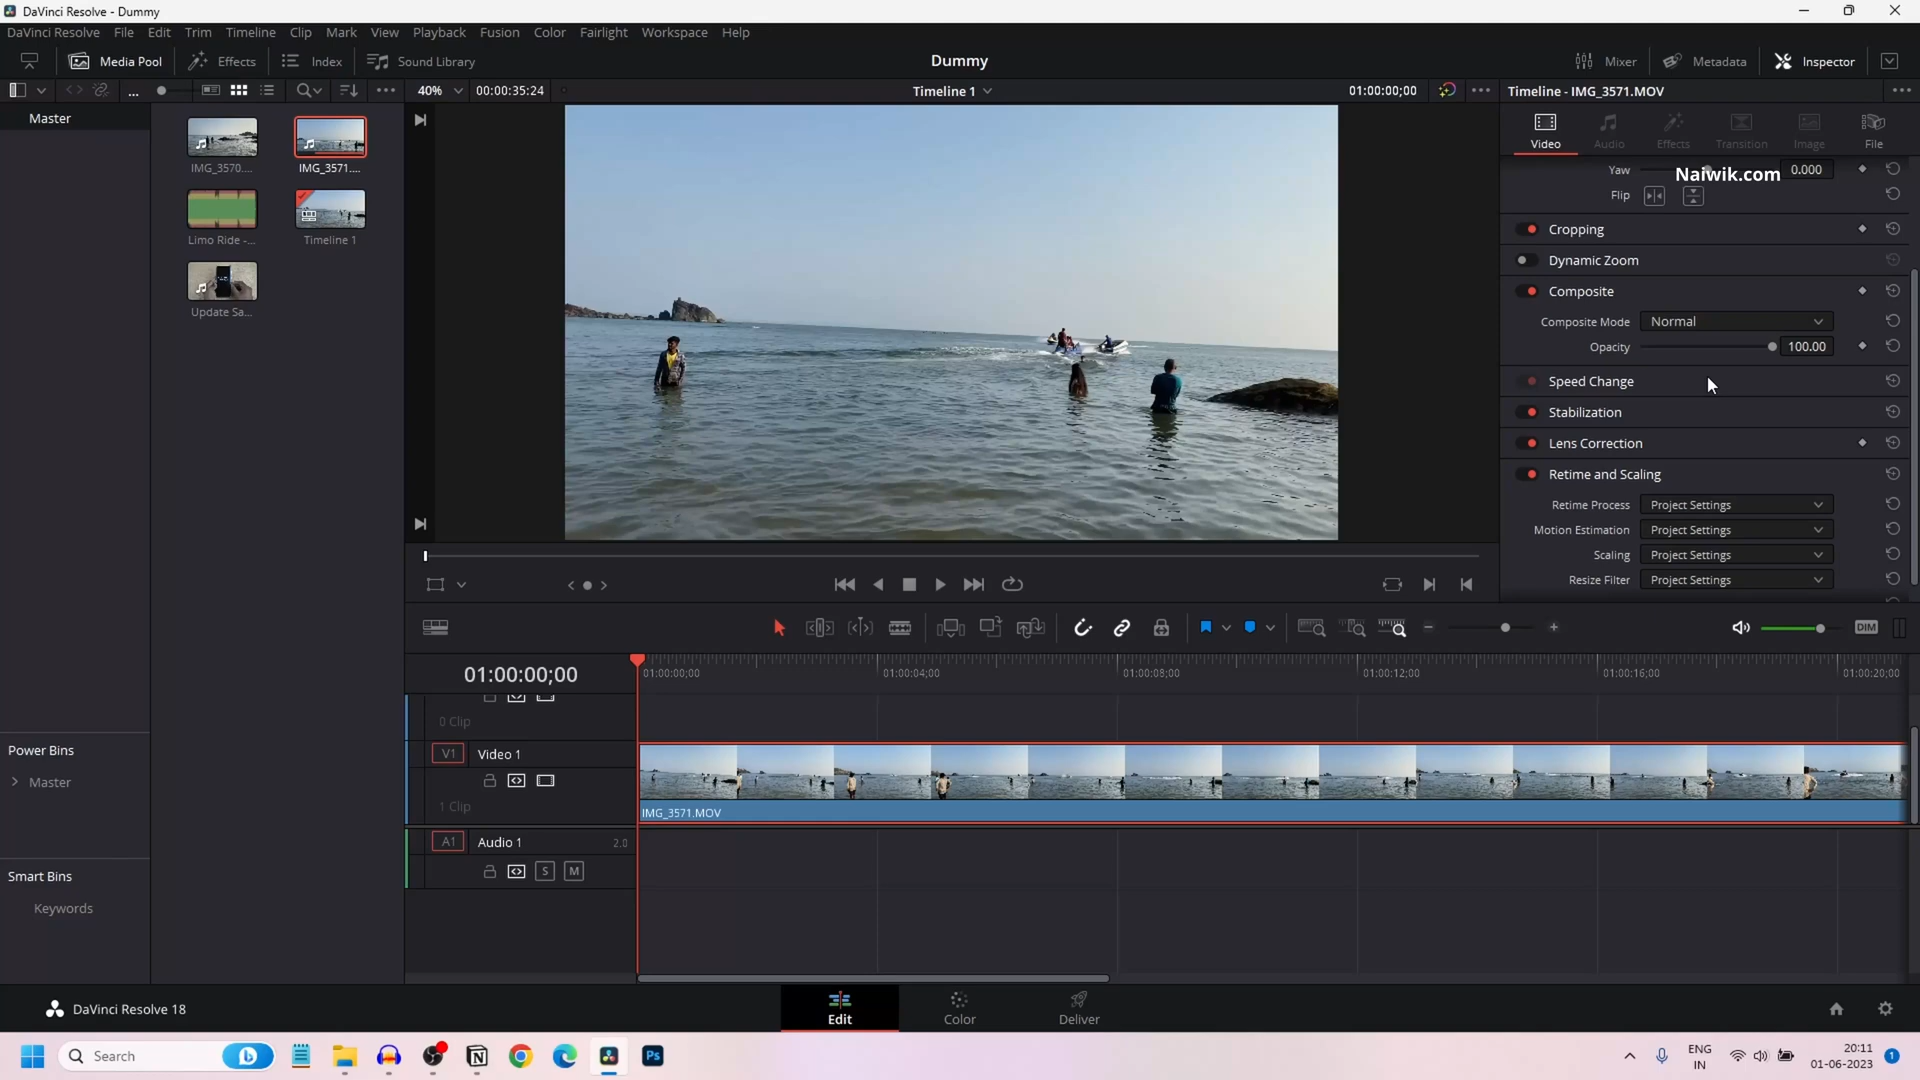 DaVinci Resolve - Dummy
DaVinci Resolve File Edit Trim Timeline Clip Mark View Playback Fusion Color Fairlight Workspace Help
Media Pool Effects Index Sound Library Dummy Mixer Metadata Inspector
... 40% 00:00:35:24 Timeline 1 01:00:00;00 Timeline - IMG_3571.MOV
Video Audio Effects Transition Image File
Master
IMG_3570.... IMG_3571....
Limo Ride -... Timeline 1
Update Sa...
Yaw 0.000
Naiwik.com
Flip
Cropping
Dynamic Zoom
Composite
Composite Mode Normal
Opacity 100.00
Speed Change
Stabilization
Lens Correction
Retime and Scaling
Retime Process Project Settings
Motion Estimation Project Settings
Scaling Project Settings
Resize Filter Project Settings
DIM
01:00:00;00 01:00:00;00 01:00:04;00 01:00:08;00 01:00:12;00 01:00:16;00 01:00:20;00
0 Clip
V1 Video 1
1 Clip
IMG_3571.MOV
A1 Audio 1 2.0
S M
Power Bins
Master
Smart Bins
Keywords
DaVinci Resolve 18 Edit Color Deliver
Search Ps ENG IN 20:11 01-06-2023 1